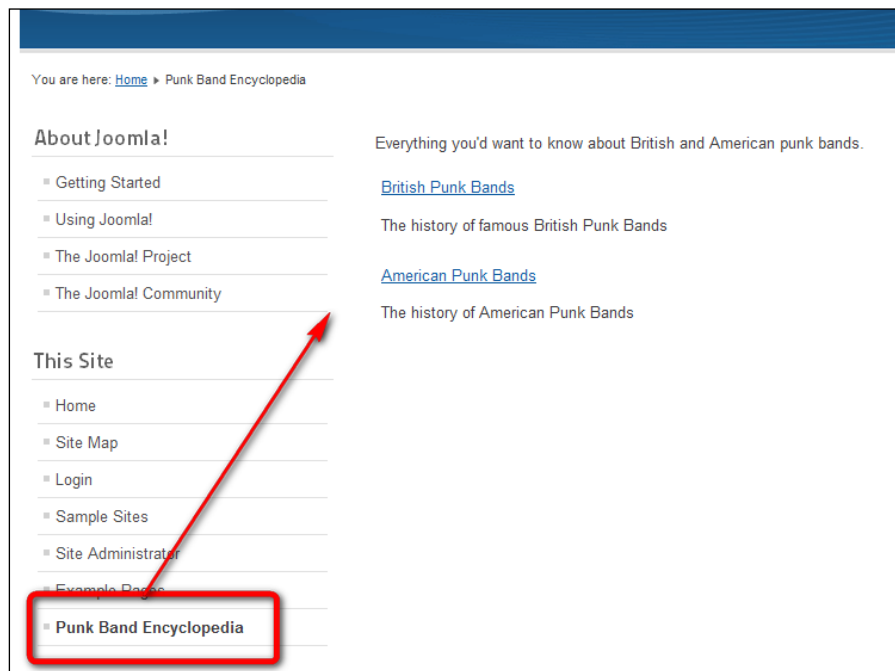 You are here: Home ▸ Punk Band Encyclopedia
About Joomla!
Getting Started
Using Joomla!
The Joomla! Project
The Joomla! Community
This Site
Home
Site Map
Login
Sample Sites
Site Administrator
Example Pages
Punk Band Encyclopedia
Everything you'd want to know about British and American punk bands.
British Punk Bands
The history of famous British Punk Bands
American Punk Bands
The history of American Punk Bands